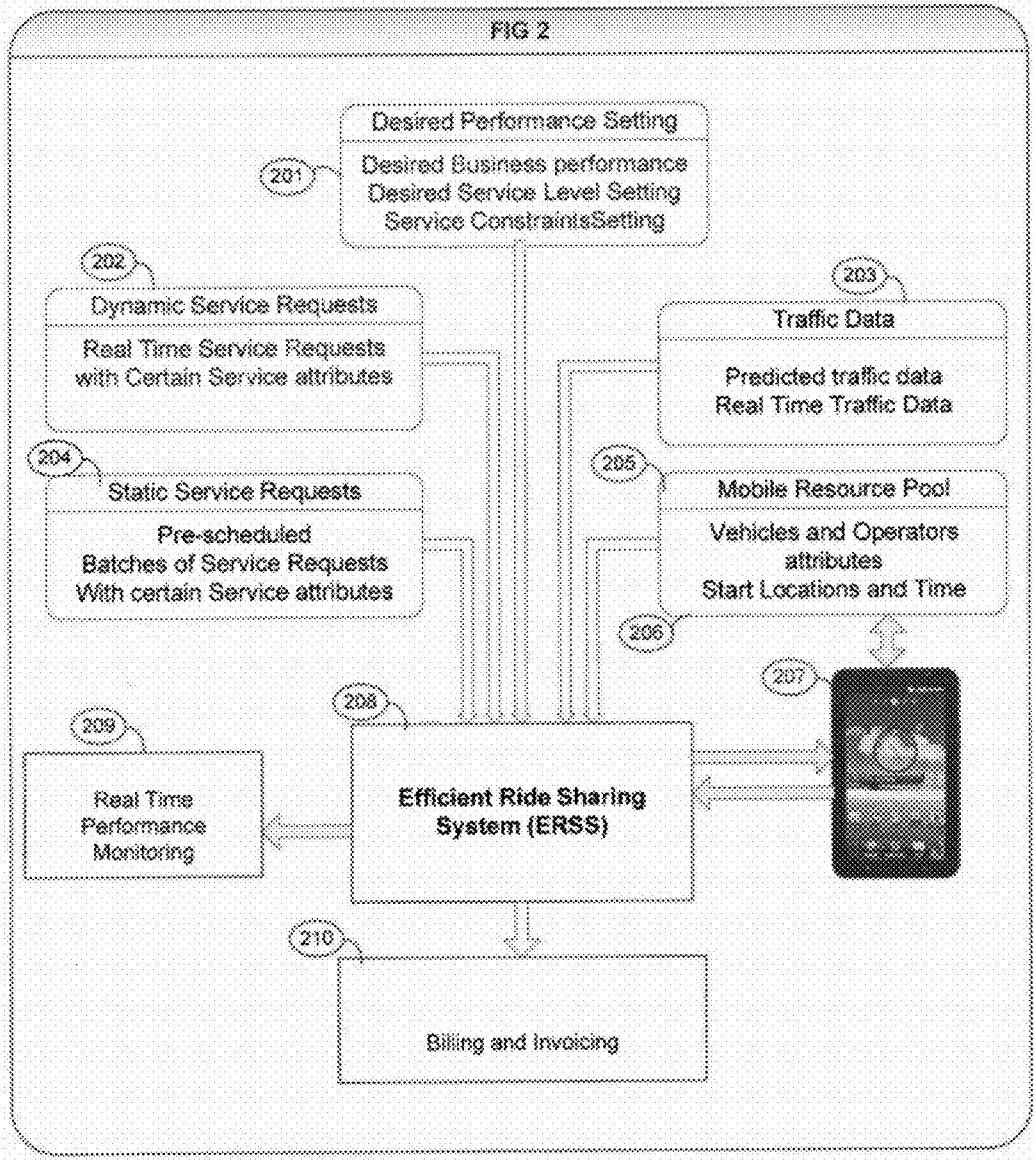 FIG 2
Desired Performance Setting
201
Desired Business performance
Desired Service Level Setting
Service ConstraintsSetting
202
Dynamic Service Requests
Real Time Service Requests
with Certain Service attributes
203
Traffic Data
Predicted traffic data
Real Time Traffic Data
204
Static Service Requests
Pre-scheduled
Batches of Service Requests
With certain Service attributes
205
Mobile Resource Pool
Vehicles and Operators
attributes
Start Locations and Time
206
207
208
Efficient Ride Sharing
System (ERSS)
209
Real Time
Performance
Monitoring
210
Billing and Invoicing